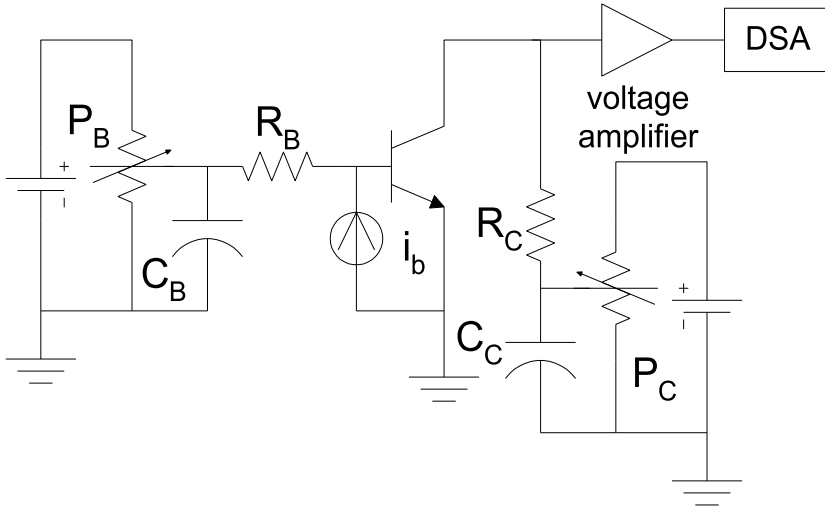 DSA
voltage
amplifier
P_B
R_B
+
-
i_b
C_B
R_C
+
-
C_C
P_C